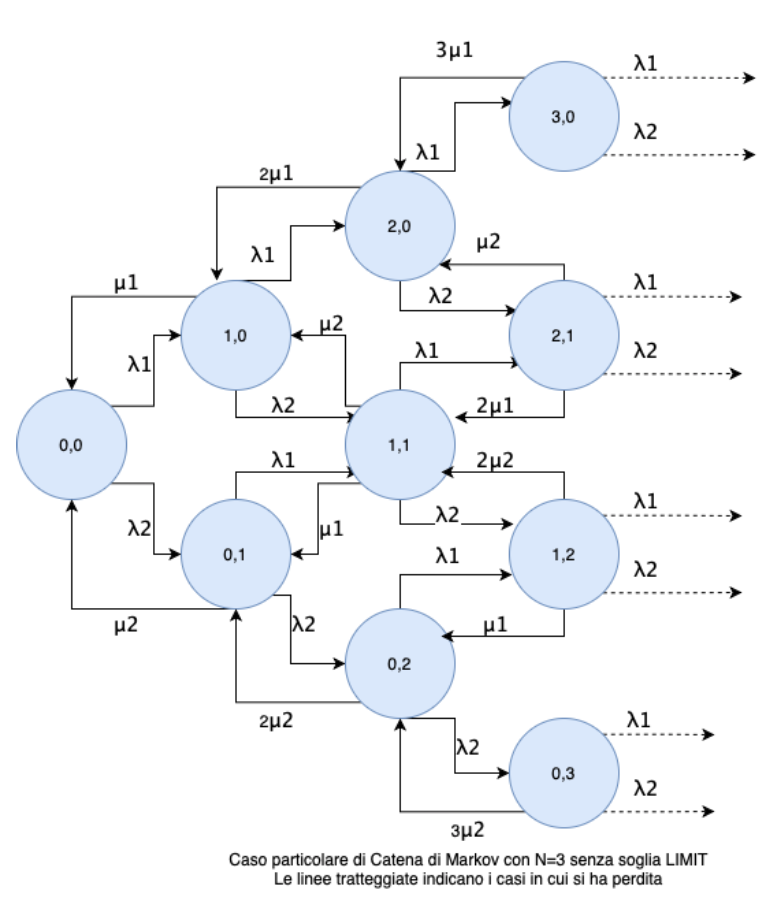 3μ1
λ1
3,0
λ2
λ1
2μ1
2,0
μ2
λ1
λ1
μ1
λ2
μ2
1,0
2,1
λ1
λ2
λ1
λ2
2μ1
0,0
1,1
λ1
2μ2
λ1
λ2
λ2
μ1
0,1
λ1
1,2
λ2
μ2
λ2
μ1
0,2
2μ2
λ1
λ2
0,3
λ2
3μ2
Caso particolare di Catena di Markov con N=3 senza soglia LIMIT
Le linee tratteggiate indicano i casi in cui si ha perdita